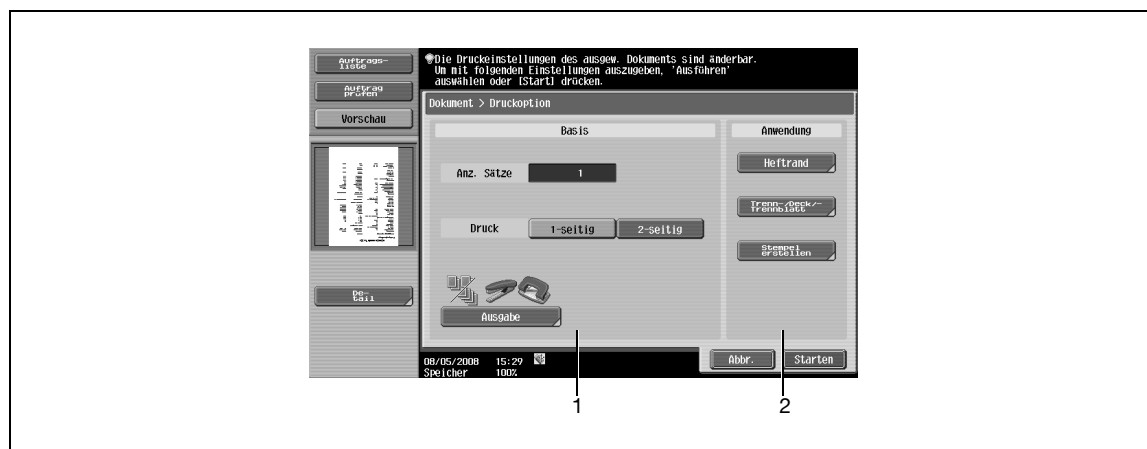 Auftrags-
liste
Auftrag
prüfen
Vorschau
De-
tail
Die Druckeinstellungen des ausgew. Dokuments sind änderbar.
Um mit folgenden Einstellungen auszugeben, 'Ausführen'
auswählen oder [Start] drücken.
Dokument > Druckoption
Basis
Anz. Sätze
1
Druck
1-seitig
2-seitig
Ausgabe
Anwendung
Heftrand
Trenn-/Deck-/-
Trennblatt
Stempel
erstellen
08/05/2008 15:29
Speicher 100%
Abbr.
Starten
1
2